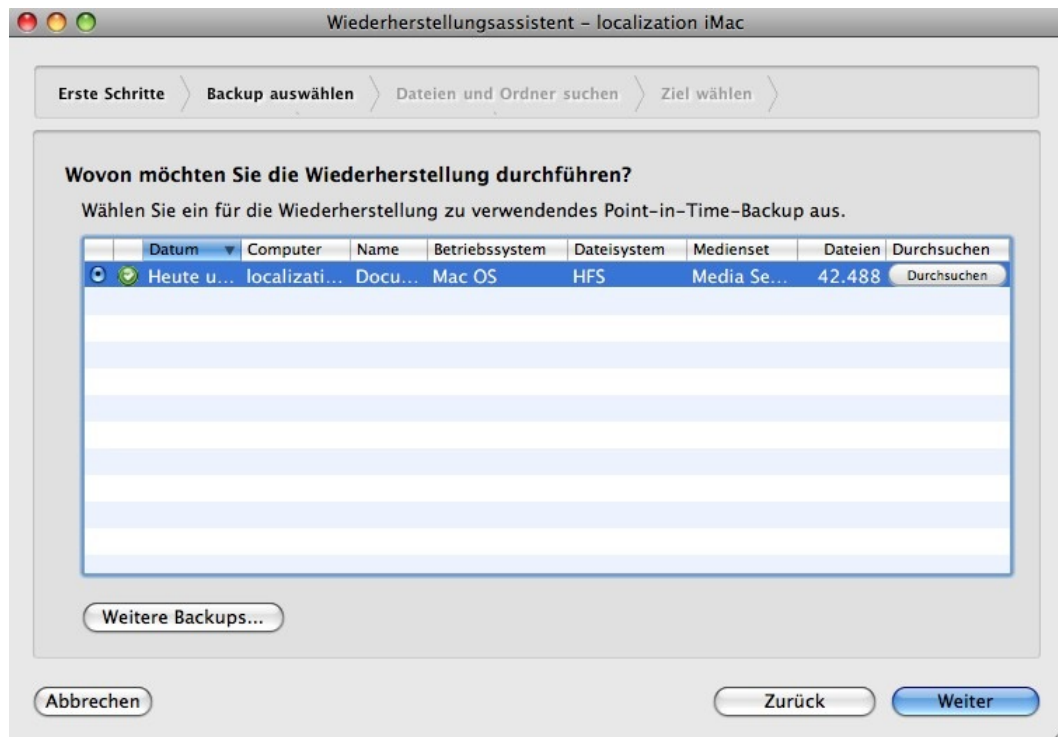 Wiederherstellungsassistent – localization iMac
Erste Schritte Backup auswählen Dateien und Ordner suchen Ziel wählen
Wovon möchten Sie die Wiederherstellung durchführen?
Wählen Sie ein für die Wiederherstellung zu verwendendes Point-in-Time-Backup aus.
Datum Computer Name Betriebssystem Dateisystem Medienset Dateien Durchsuchen
Heute u... localizati... Docu... Mac OS HFS Media Se... 42.488 Durchsuchen
Weitere Backups...
Abbrechen Zurück Weiter